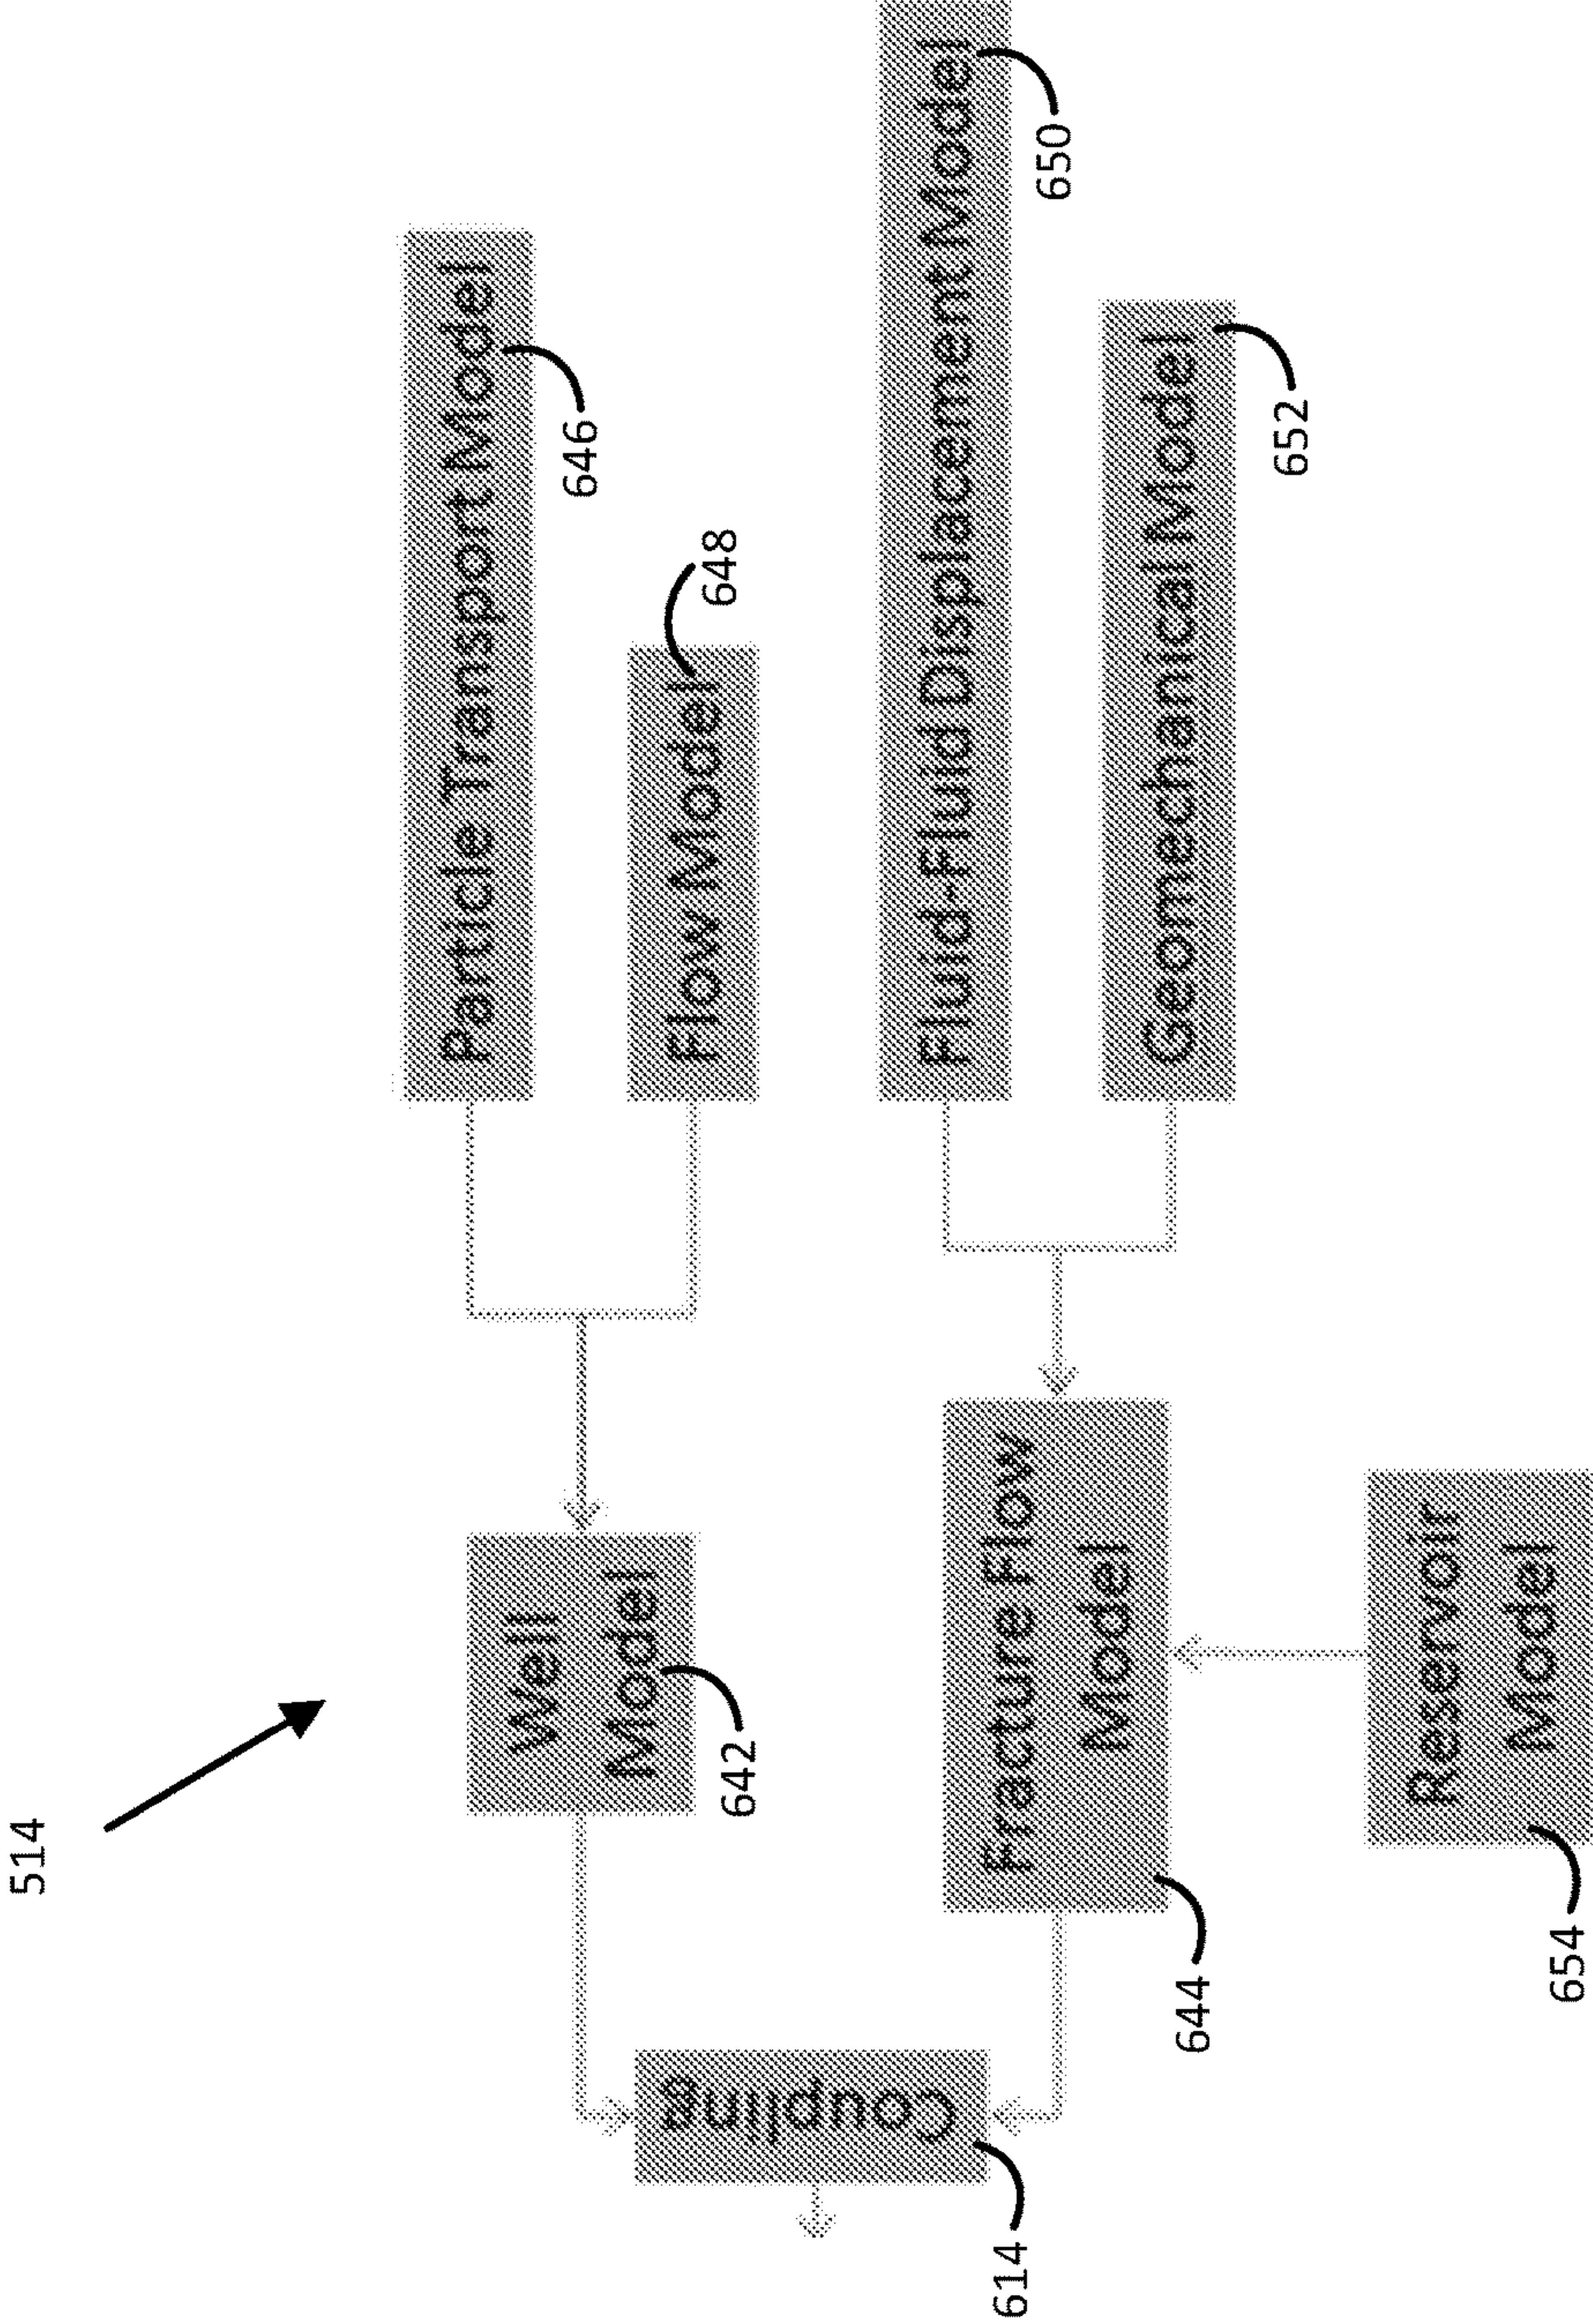 514
Particle Transport Model
646
Well
Model
642
Flow Model
648
Coupling
614
Fluid-Fluid Displacement Model
650
Fracture Flow
Model
644
Geomechanical Model
652
Reservoir
Model
654